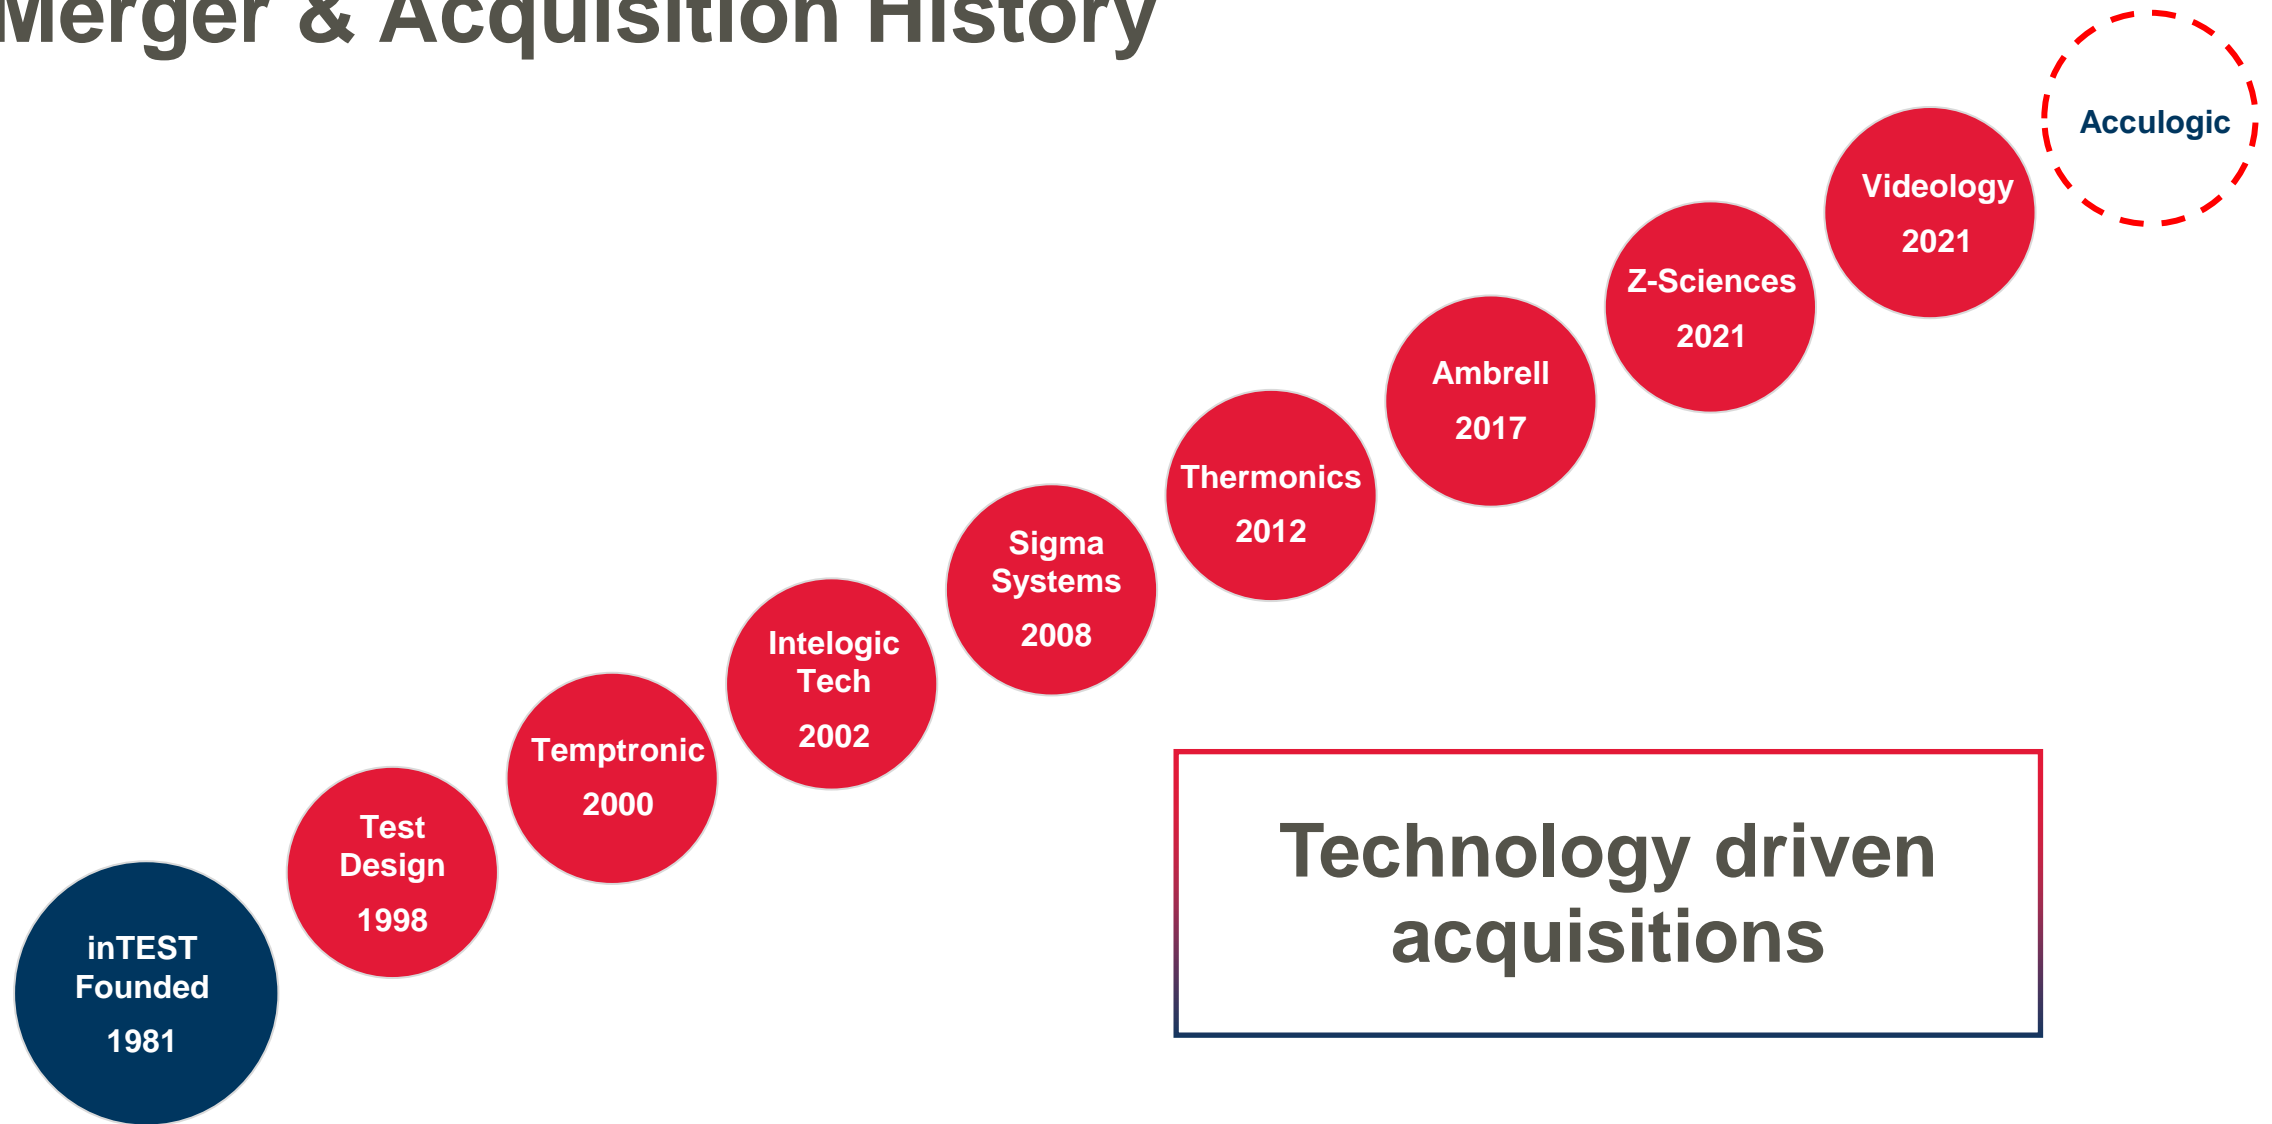 Merger & Acquisition History
Acculogic
Videology
2021
Z-Sciences
2021
Ambrell
2017
Thermonics
2012
Sigma
Systems
2008
Intelogic
Tech
2002
Temptronic
2000
Test
Design
1998
inTEST
Founded
1981
Technology driven
acquisitions